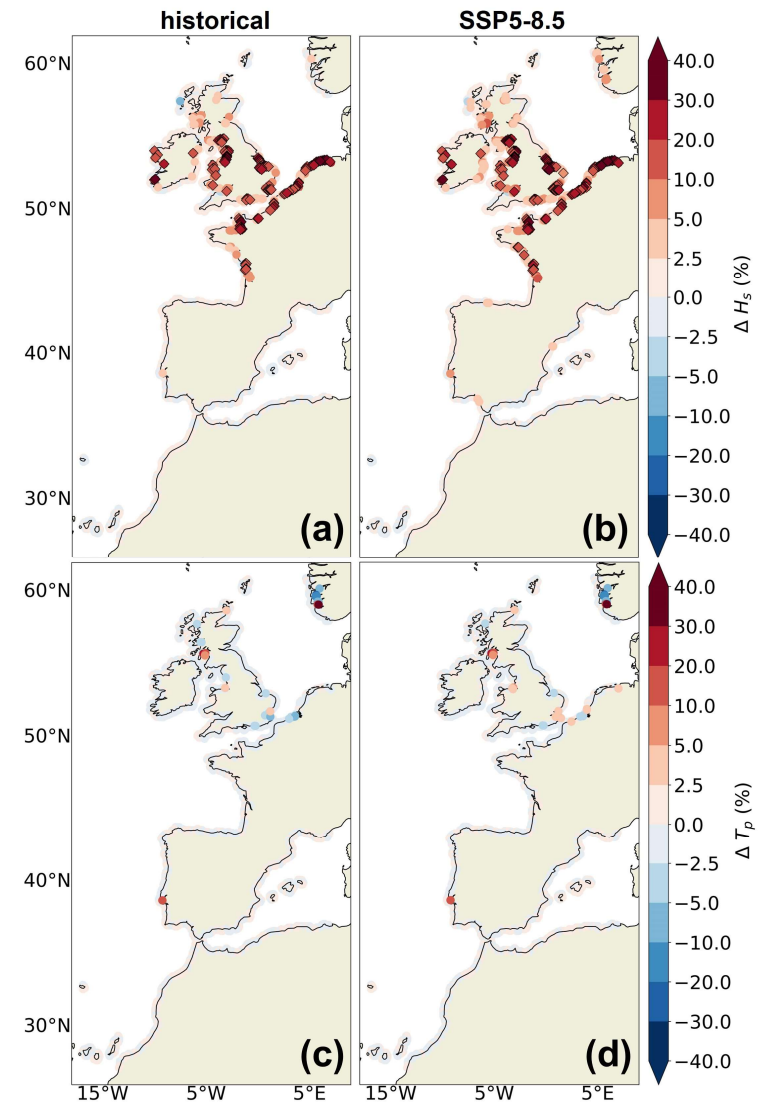 historical SSP5-8.5
60°N
50°N
40°N
30°N
(a) (b)
40.0
30.0
20.0
10.0
5.0
2.5
0.0
−2.5
−5.0
−10.0
−20.0
−30.0
−40.0
Δ Hs (%)
60°N
50°N
40°N
30°N
(c) (d)
40.0
30.0
20.0
10.0
5.0
2.5
0.0
−2.5
−5.0
−10.0
−20.0
−30.0
−40.0
Δ Tp (%)
15°W 5°W 5°E 15°W 5°W 5°E